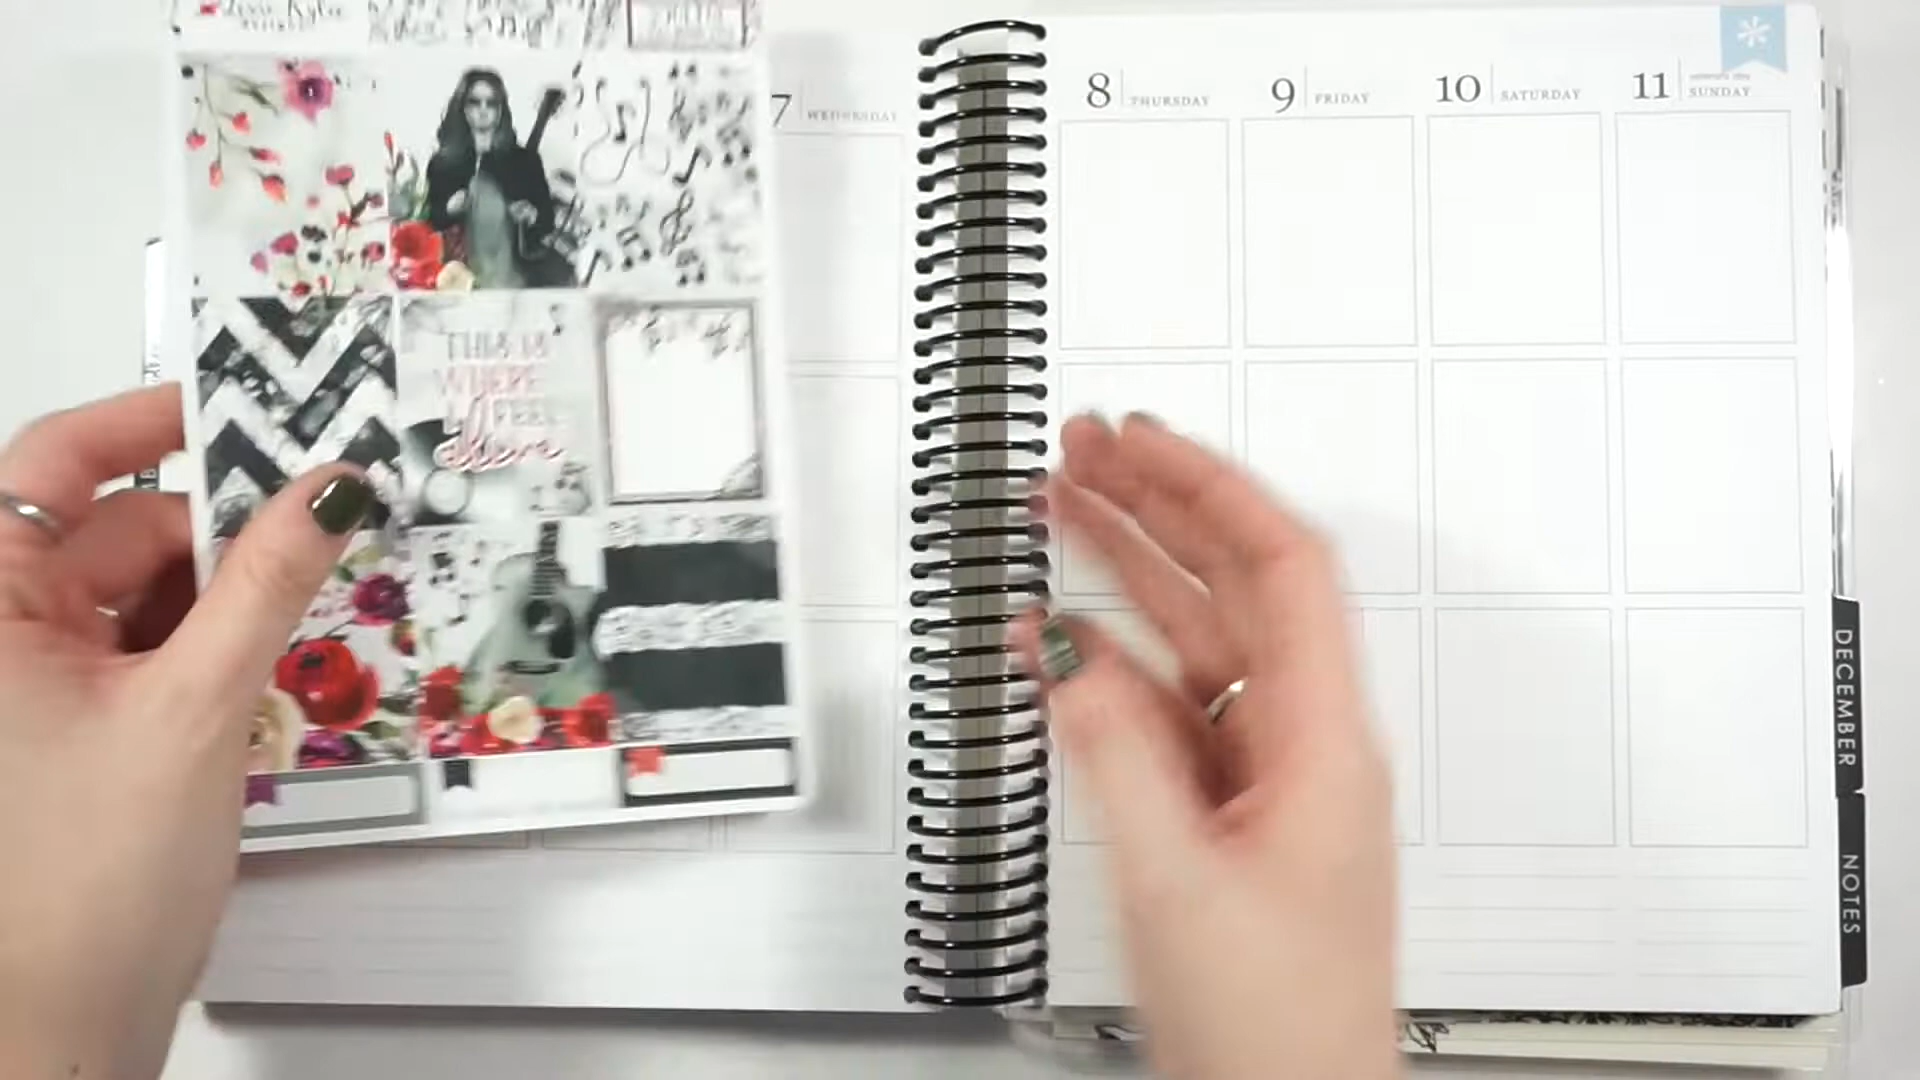 7 WEDNESDAY
8 THURSDAY
9 FRIDAY
10 SATURDAY
11 SUNDAY
THIS IS
WHERE
I FEEL
alive
DECEMBER
NOTES